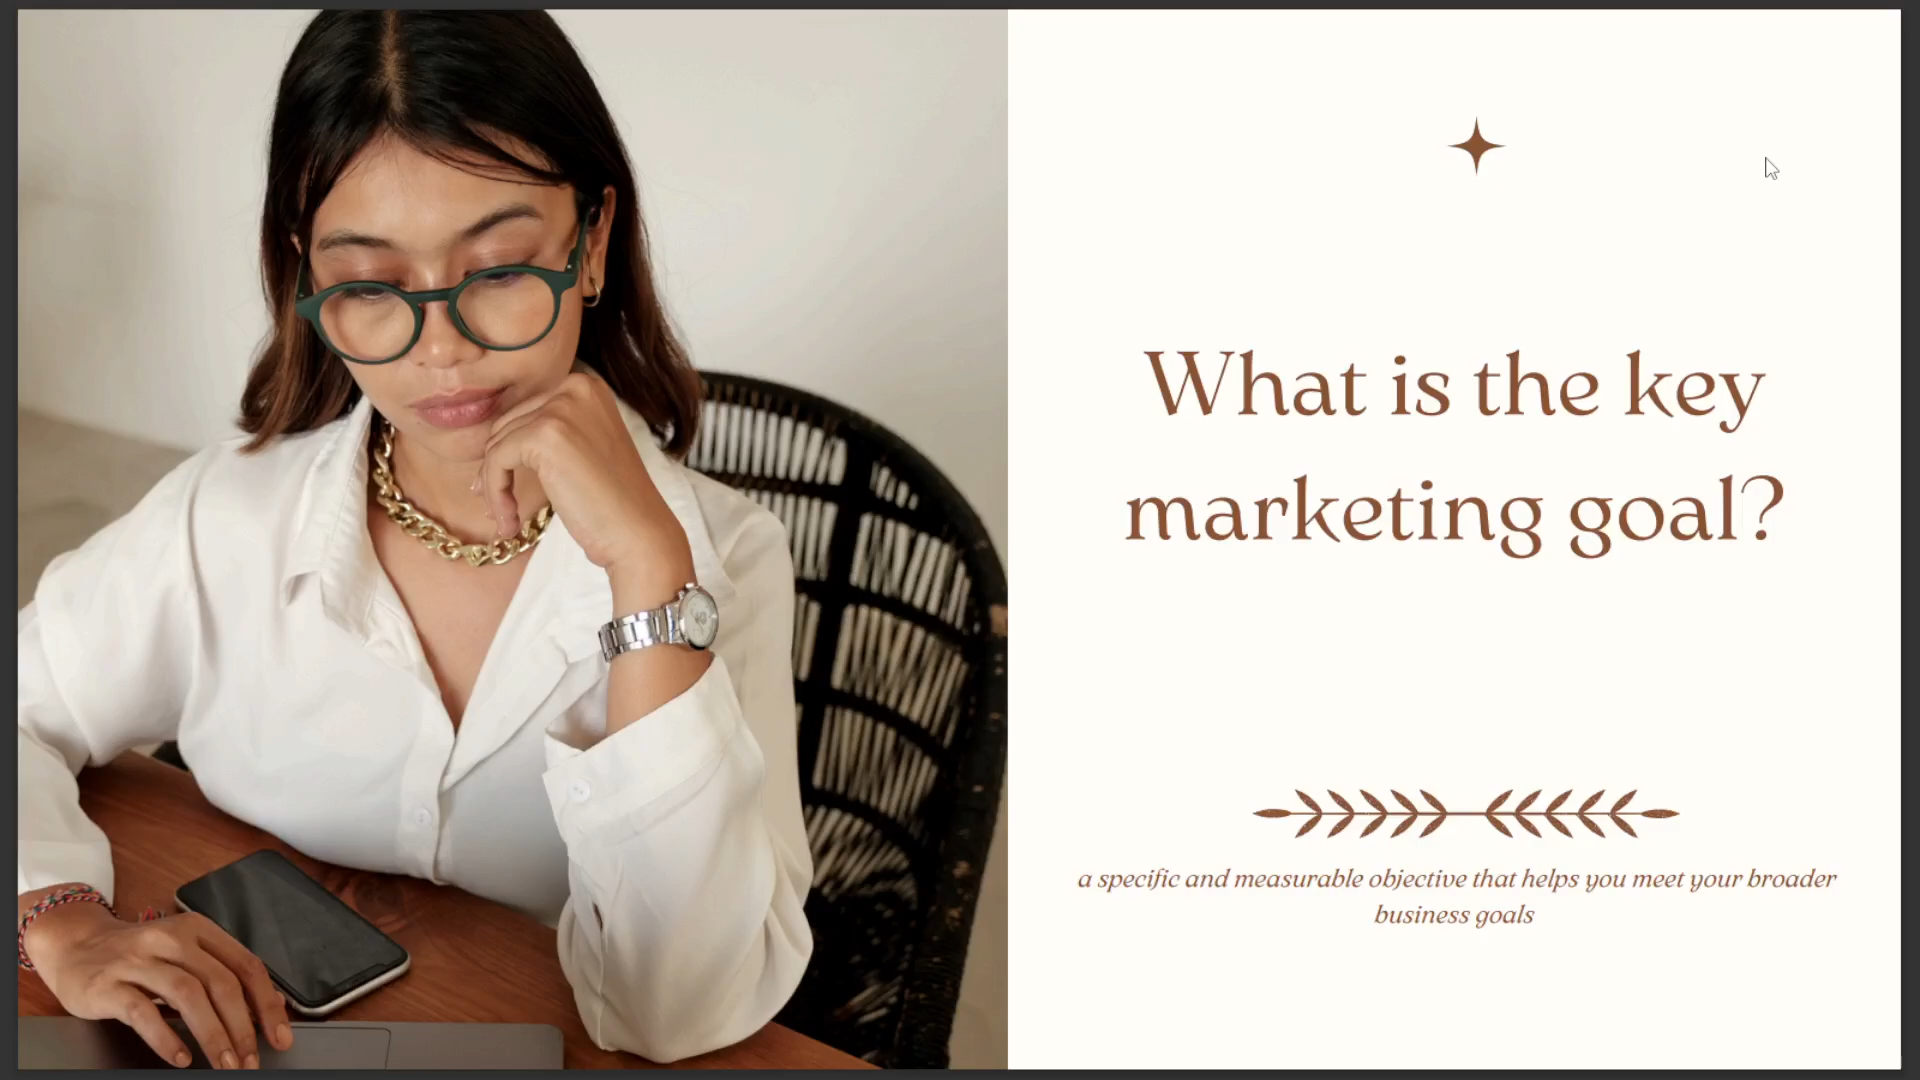 What is the key
marketing goal?
a specific and measurable objective that helps you meet your broader
business goals